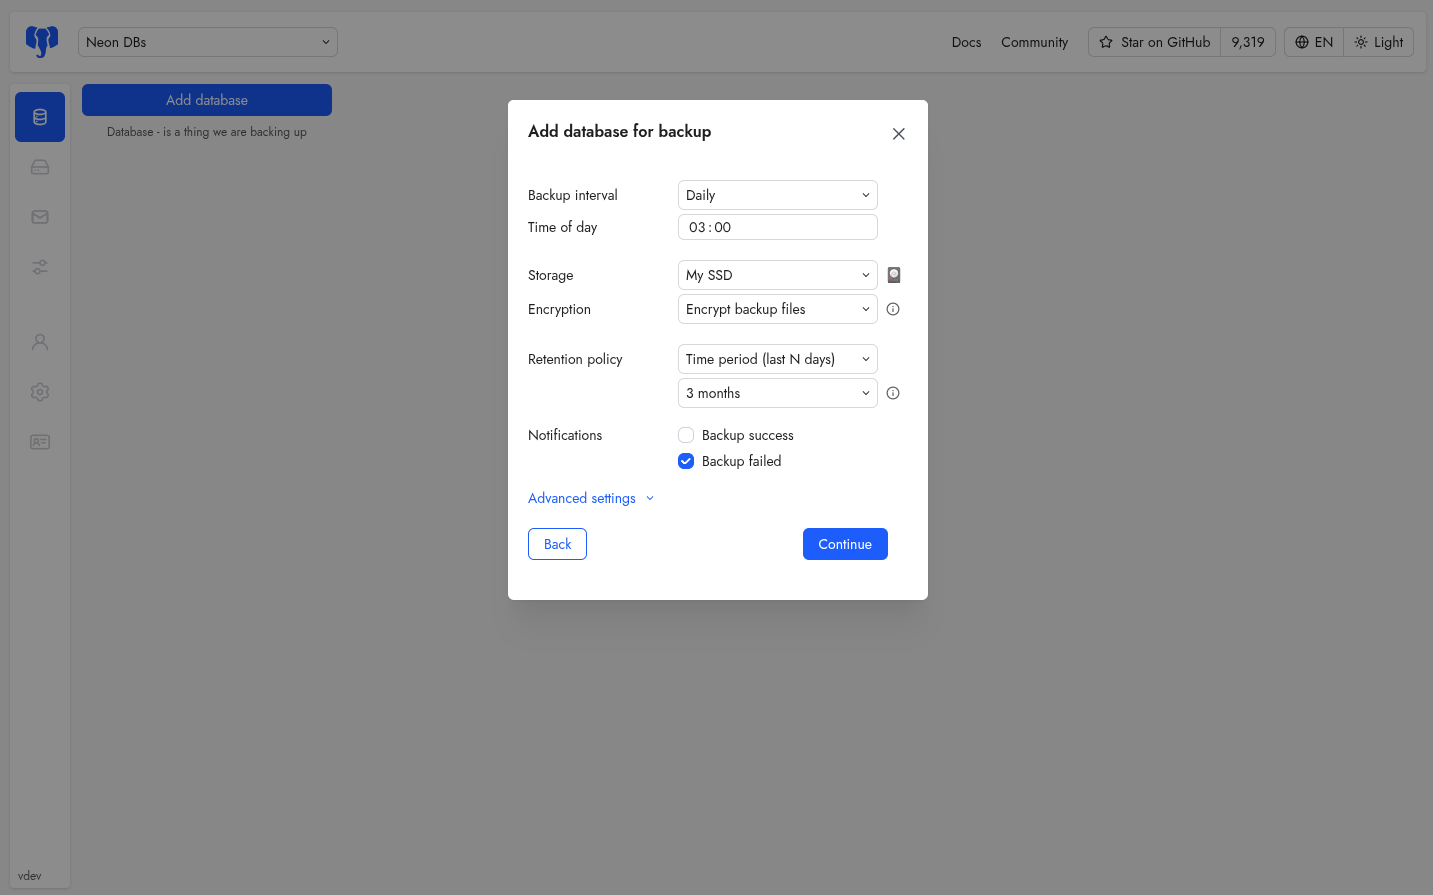 Neon DBs
Docs
Community
Star on GitHub
9,319
EN
Light
Add database
Database - is a thing we are backing up
Add database for backup
Backup interval
Daily
Time of day
03 : 00
Storage
My SSD
Encryption
Encrypt backup files
Retention policy
Time period (last N days)
3 months
Notifications
Backup success
Backup failed
Advanced settings
Back
Continue
vdev